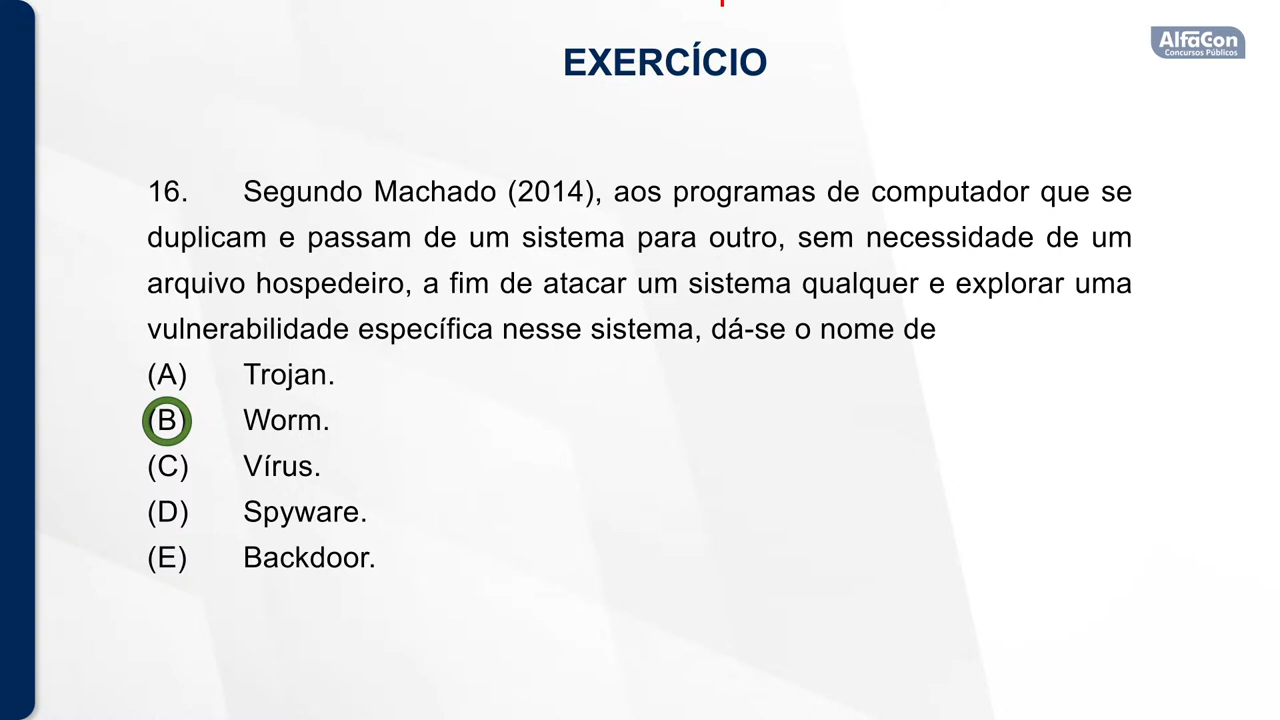 AlfaCon
Concursos Públicos
EXERCÍCIO
16. Segundo Machado (2014), aos programas de computador que se
duplicam e passam de um sistema para outro, sem necessidade de um
arquivo hospedeiro, a fim de atacar um sistema qualquer e explorar uma
vulnerabilidade específica nesse sistema, dá-se o nome de
(A) Trojan.
(B) Worm.
(C) Vírus.
(D) Spyware.
(E) Backdoor.